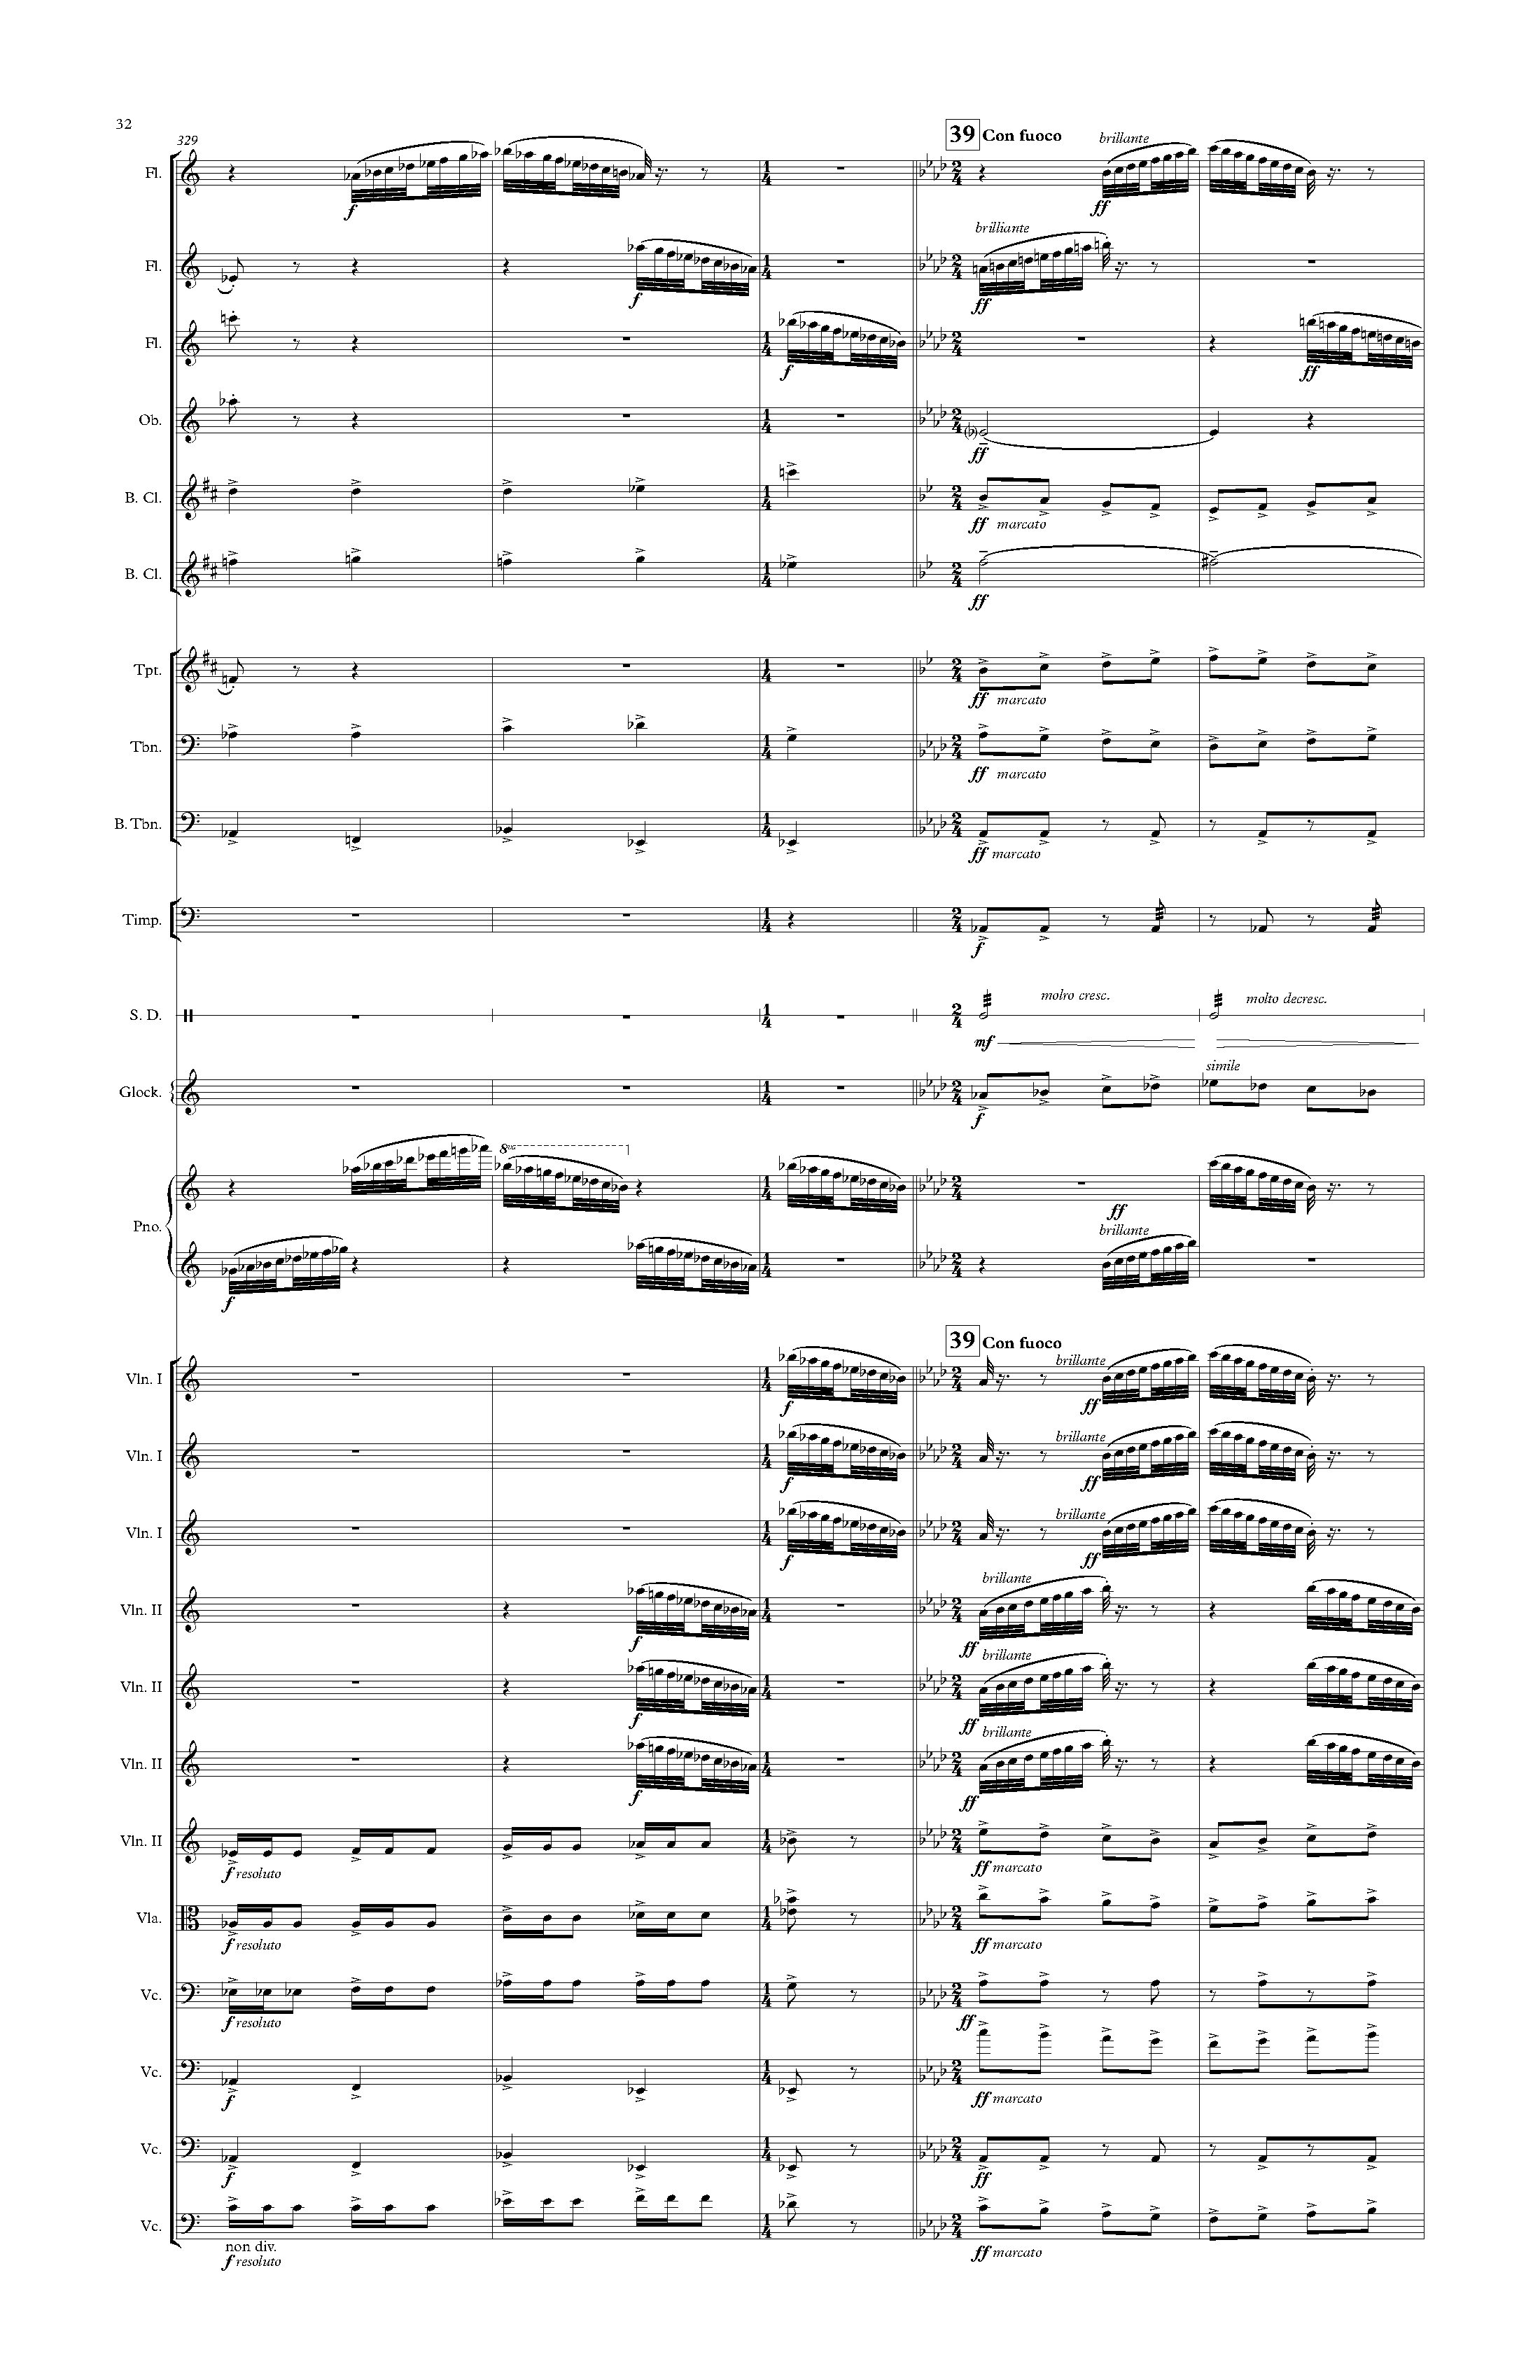 32
329
39 Con fuoco
brillante
Fl.
f
ff
brilliante
Fl.
f
ff
Fl.
f
ff
Ob.
ff
B. Cl.
ff marcato
B. Cl.
ff
Tpt.
ff marcato
Tbn.
ff marcato
B. Tbn.
ff marcato
Timp.
f
molro cresc.
molto decresc.
S. D.
mf
simile
Glock.
f
8va
ff
Pno.
brillante
f
39 Con fuoco
brillante
Vln. I
f
ff
brillante
Vln. I
f
ff
brillante
Vln. I
f
ff
brillante
Vln. II
f
ff
brillante
Vln. II
f
ff
brillante
Vln. II
f
ff
Vln. II
f resoluto
ff marcato
Vla.
f resoluto
ff marcato
Vc.
f resoluto
ff
Vc.
f
ff marcato
Vc.
f
ff
Vc.
non div.
f resoluto
ff marcato